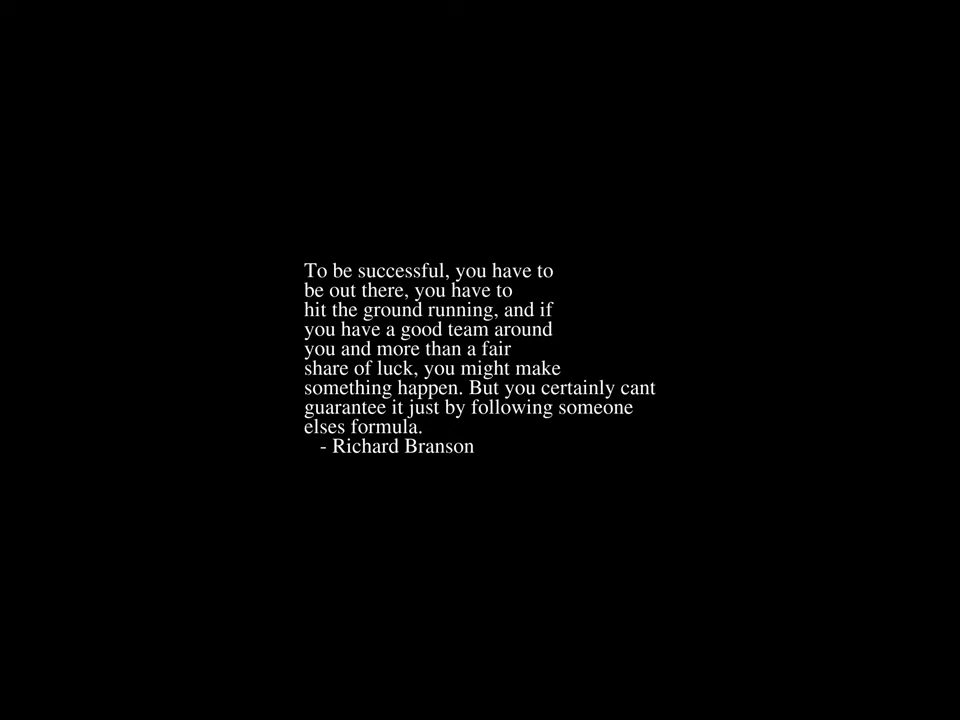 To be successful, you have to
be out there, you have to
hit the ground running, and if
you have a good team around
you and more than a fair
share of luck, you might make
something happen. But you certainly cant
guarantee it just by following someone
elses formula.
- Richard Branson